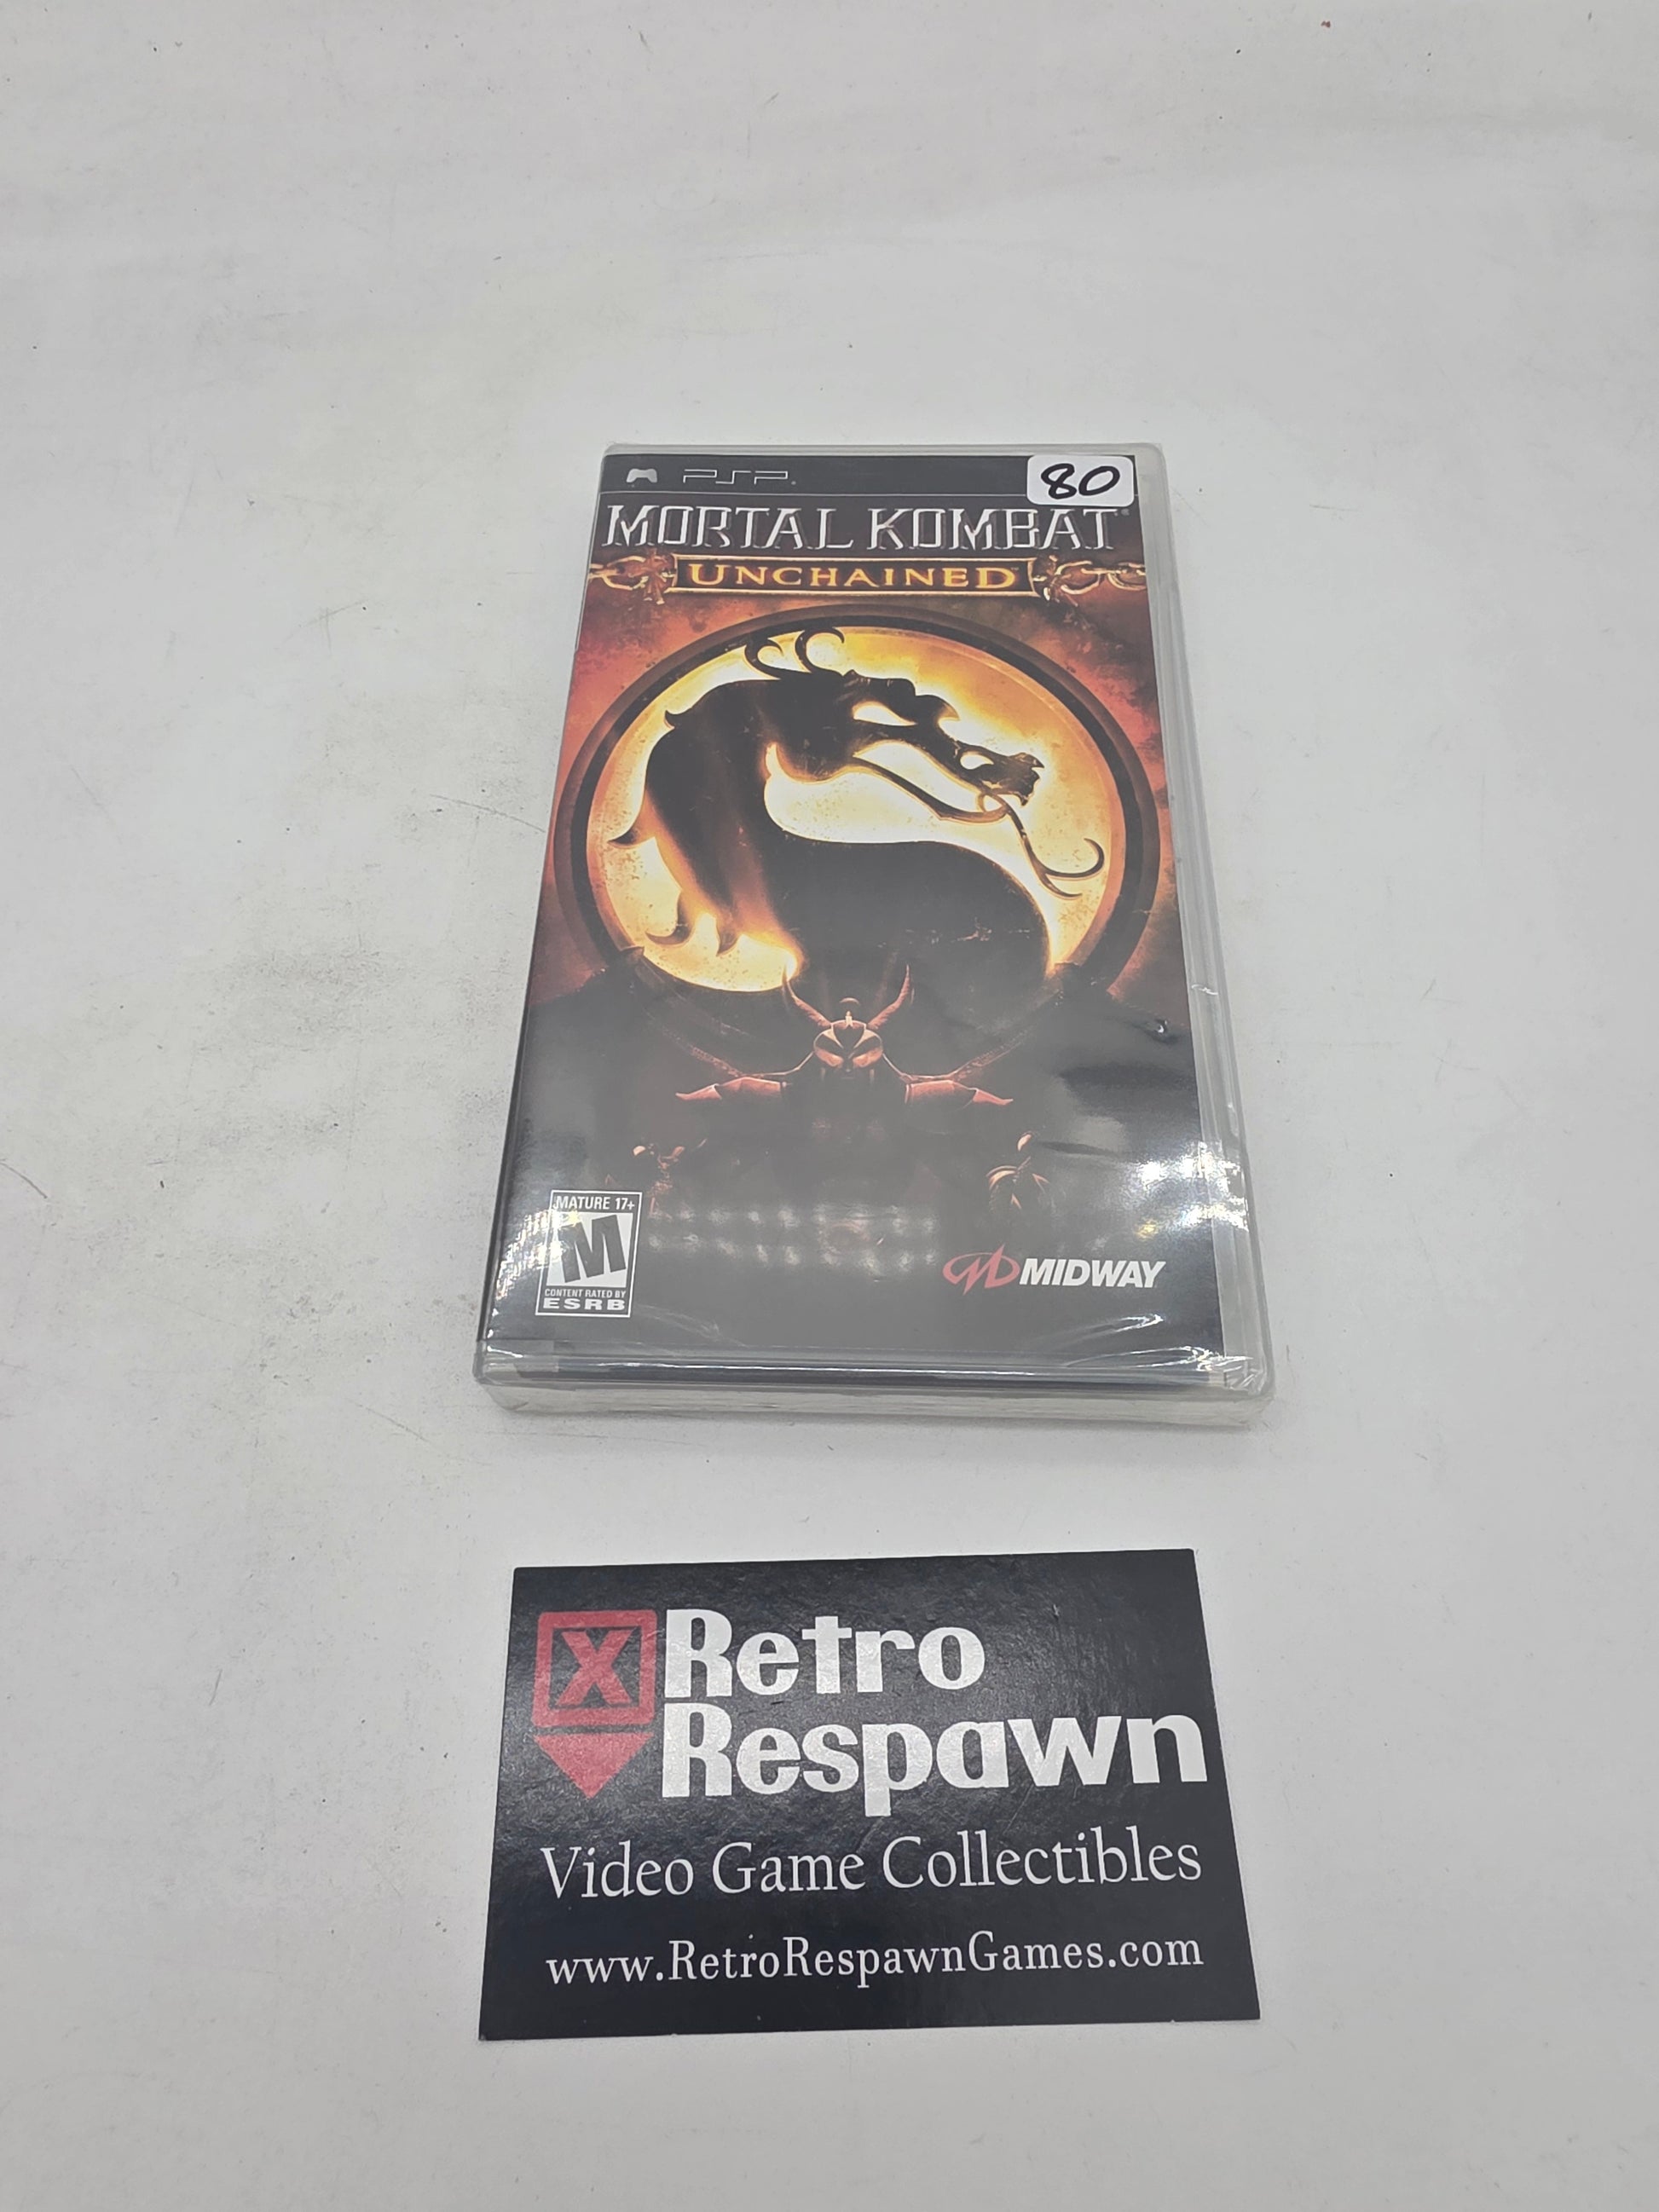 PSP
80
MORTAL KOMBAT
UNCHAINED
MATURE 17+
M
CONTENT RATED BY
ESRB
MIDWAY
X
Retro
Respawn
Video Game Collectibles
www.RetroRespawnGames.com